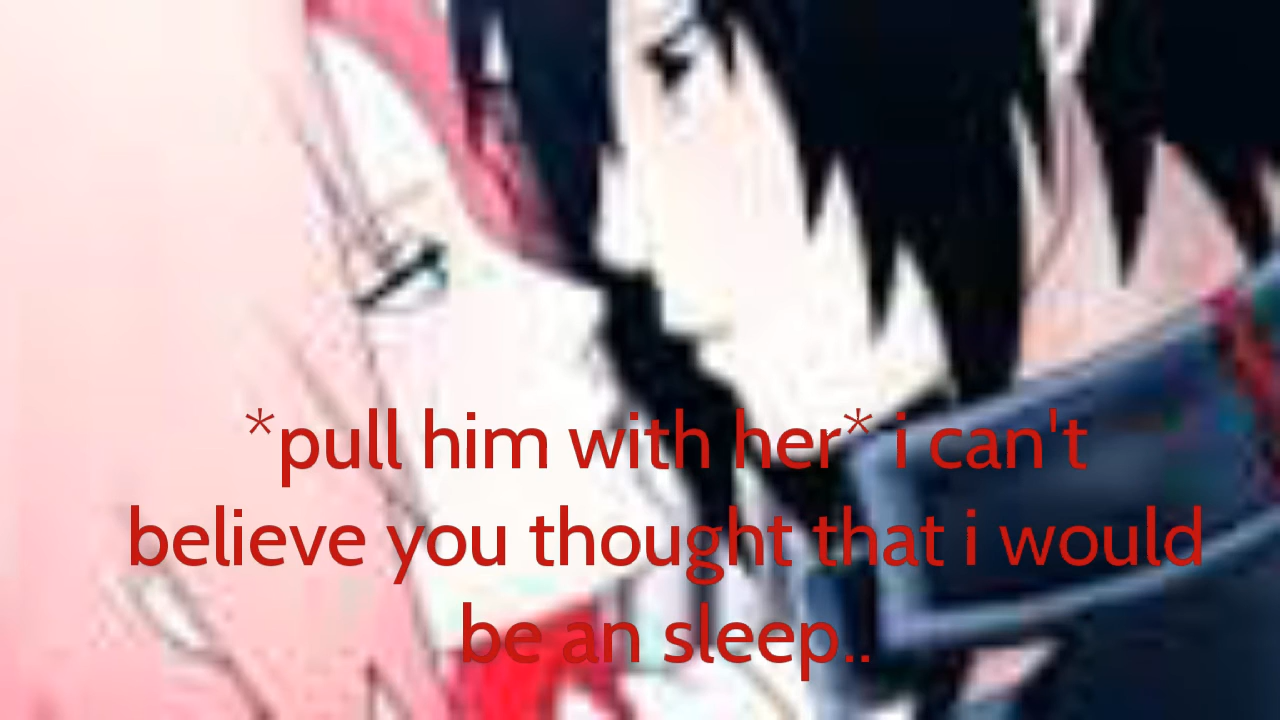 *pull him with her* i can't
believe you thought that i would
be an sleep..